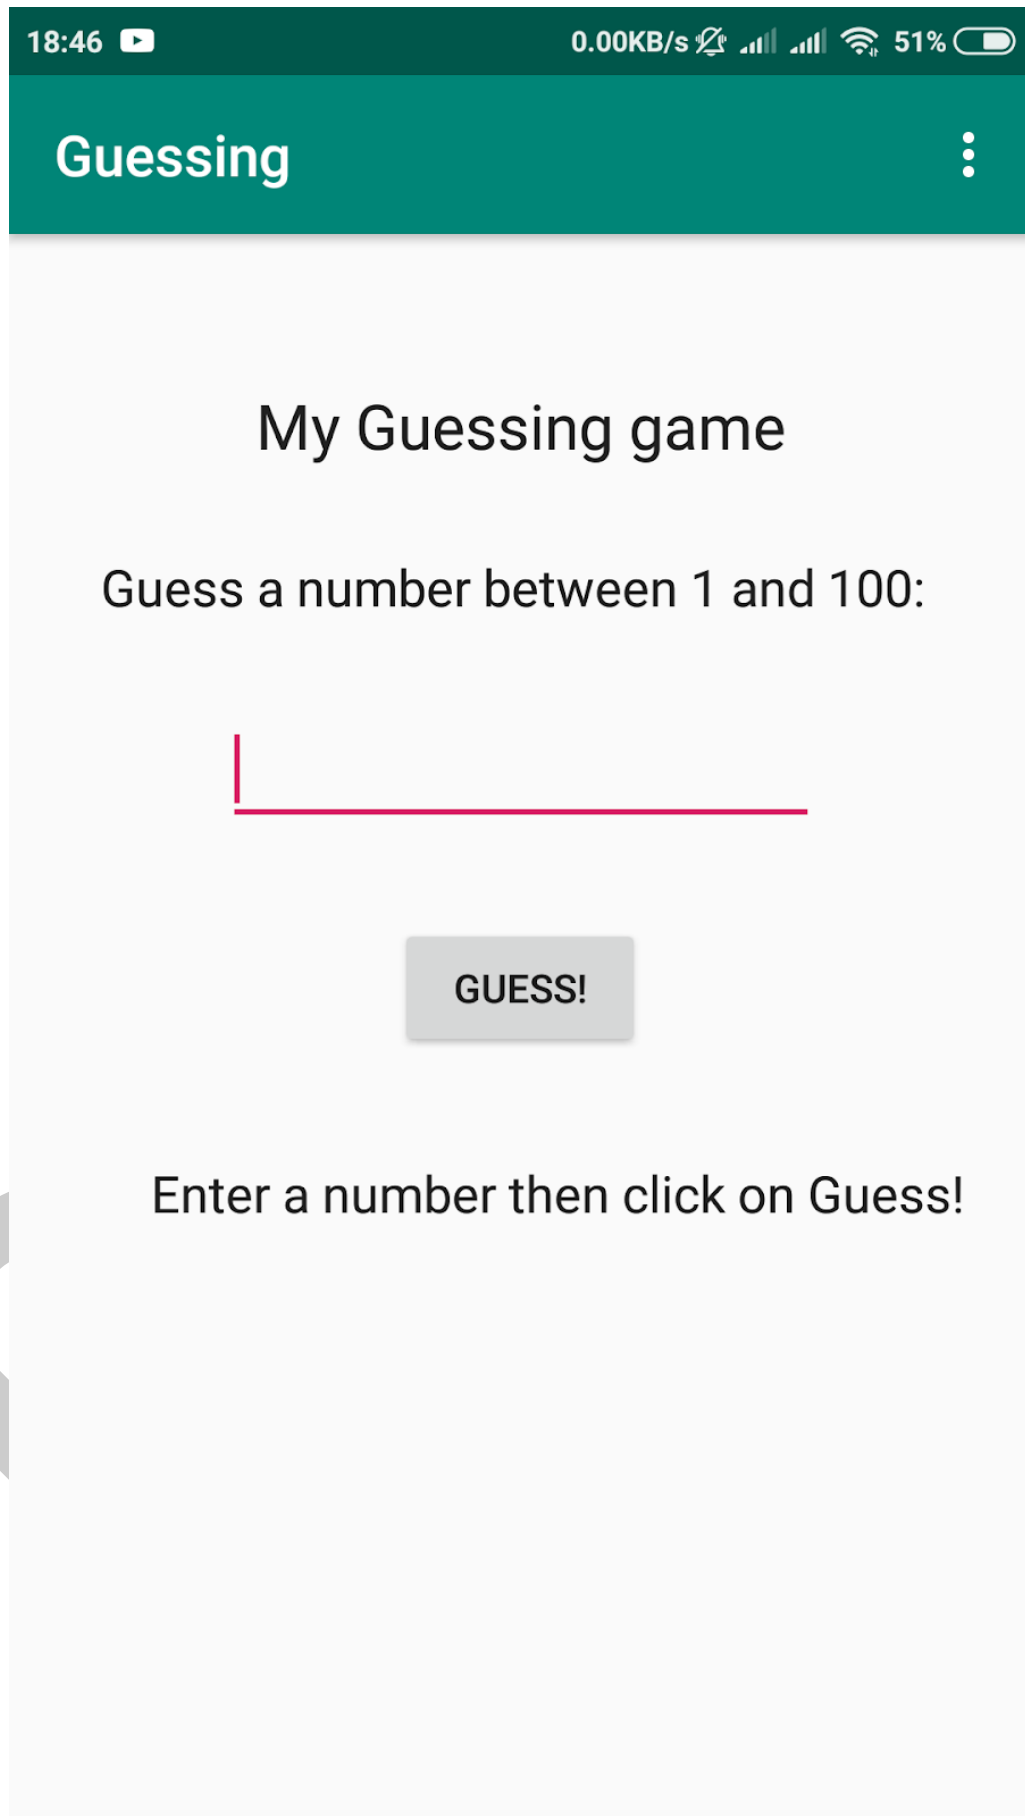 18:46 0.00KB/s 51%
Guessing
My Guessing game
Guess a number between 1 and 100:
GUESS!
Enter a number then click on Guess!